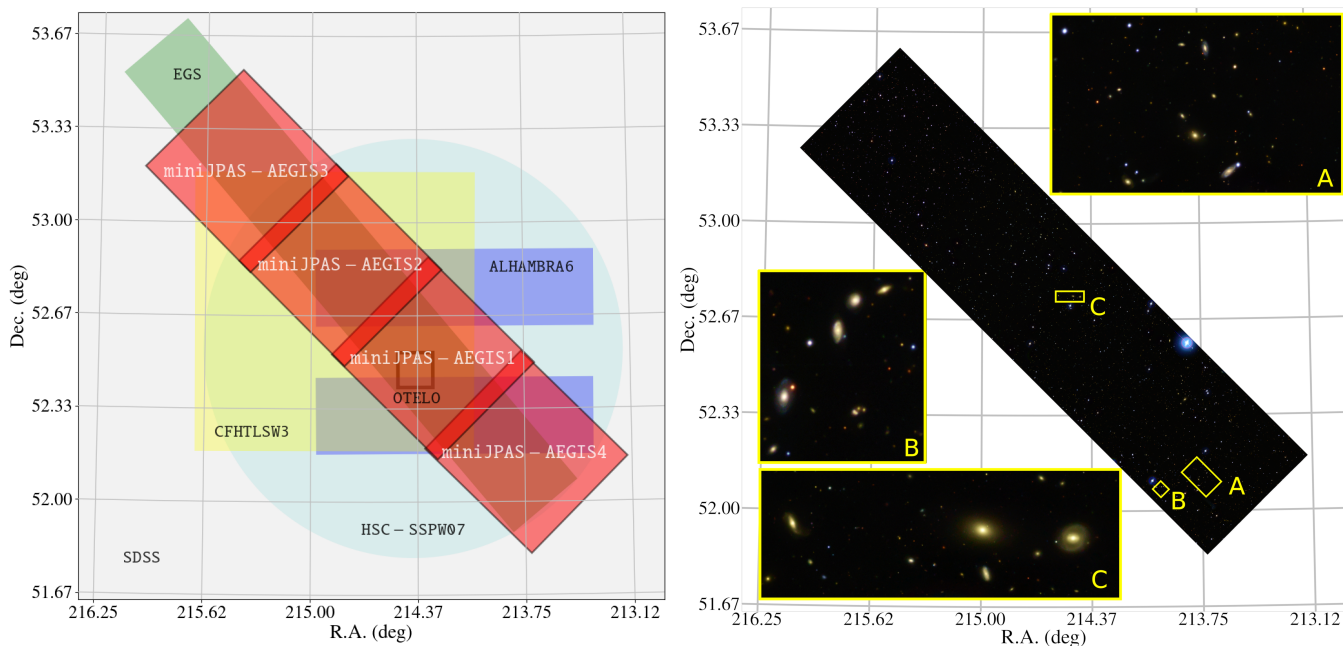 53.67
53.33
53.00
52.67
52.33
52.00
51.67
Dec. (deg)
216.25
215.62
215.00
214.37
213.75
213.12
R.A. (deg)
EGS
miniJPAS – AEGIS3
miniJPAS – AEGIS2
ALHAMBRA6
miniJPAS – AEGIS1
OTELO
CFHTLSW3
miniJPAS – AEGIS4
HSC – SSPW07
SDSS
53.67
53.33
53.00
52.67
52.33
52.00
51.67
Dec. (deg)
216.25
215.62
215.00
214.37
213.75
213.12
R.A. (deg)
A
C
B
A
B
C